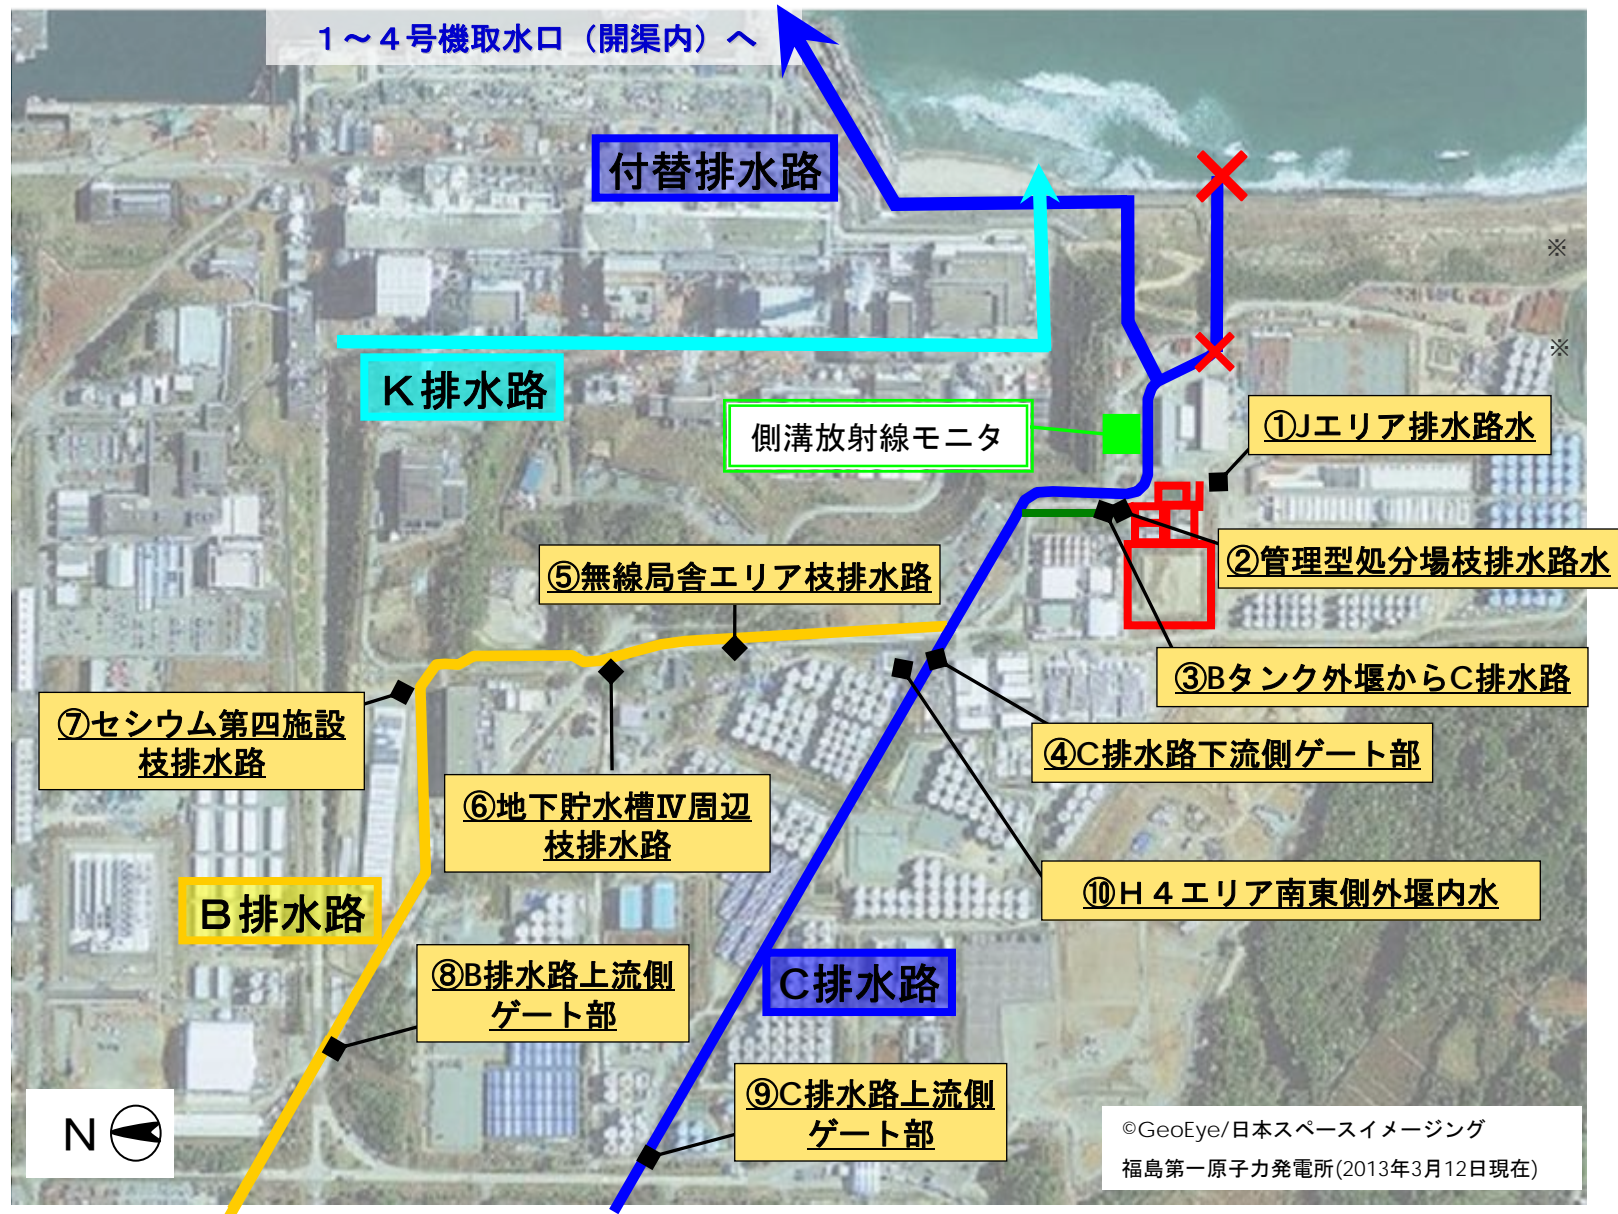 1～4号機取水口（開渠内）へ
付替排水路
※
※
K排水路
側溝放射線モニタ
①Jエリア排水路水
②管理型処分場枝排水路水
⑤無線局舎エリア枝排水路
③Bタンク外堰からC排水路
⑦セシウム第四施設
枝排水路
④C排水路下流側ゲート部
⑥地下貯水槽Ⅳ周辺
枝排水路
⑩H４エリア南東側外堰内水
B排水路
⑧B排水路上流側
ゲート部
C排水路
⑨C排水路上流側
ゲート部
N
©GeoEye/日本スペースイメージング
福島第一原子力発電所(2013年3月12日現在)